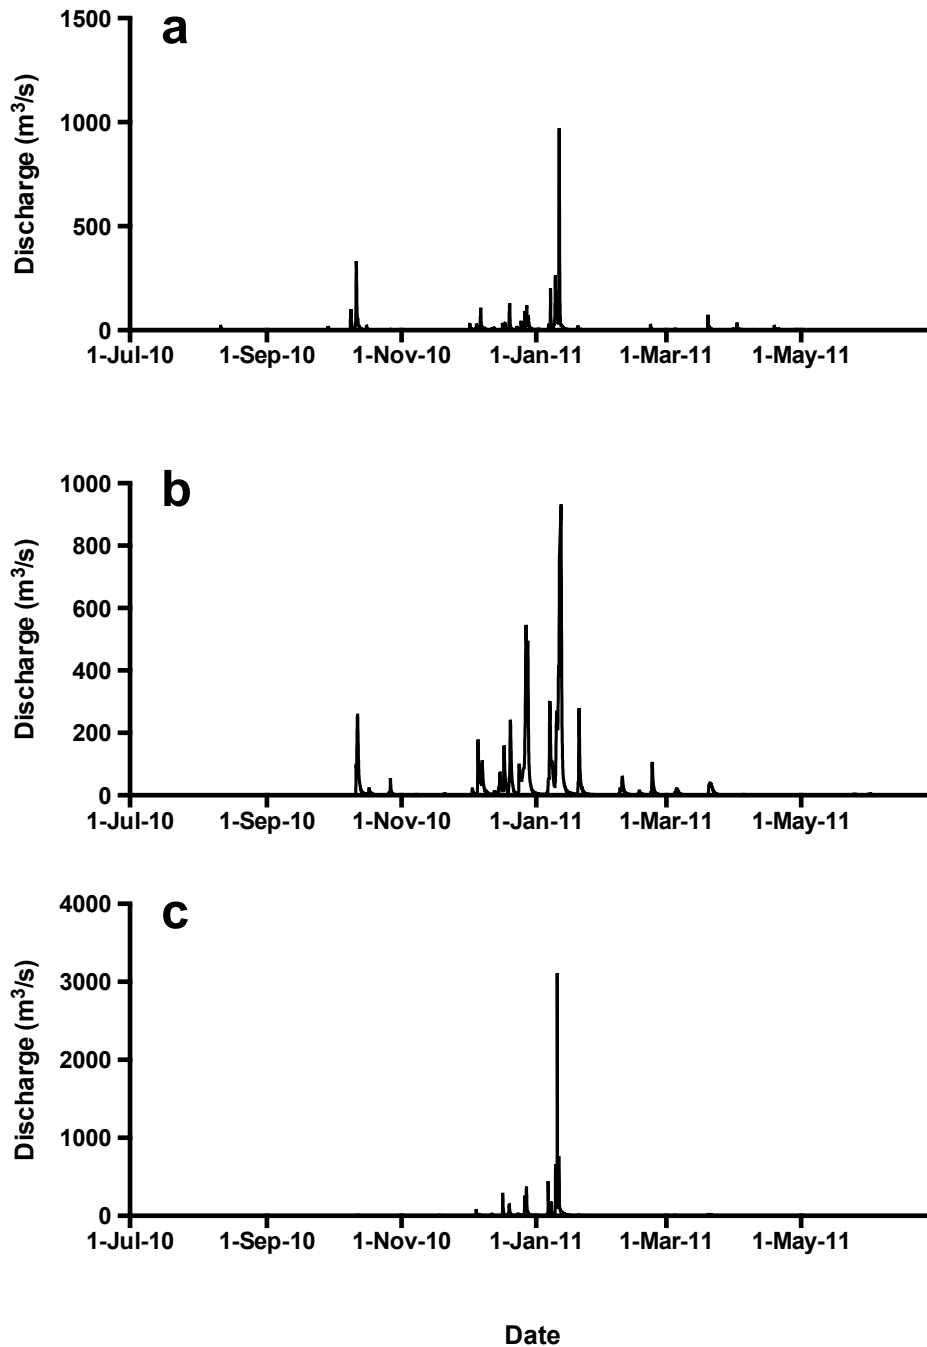 a
Discharge (m³/s)
1500
1000
500
0
1-Jul-10 1-Sep-10 1-Nov-10 1-Jan-11 1-Mar-11 1-May-11
b
Discharge (m³/s)
1000
800
600
400
200
0
1-Jul-10 1-Sep-10 1-Nov-10 1-Jan-11 1-Mar-11 1-May-11
c
Discharge (m³/s)
4000
3000
2000
1000
0
1-Jul-10 1-Sep-10 1-Nov-10 1-Jan-11 1-Mar-11 1-May-11
Date